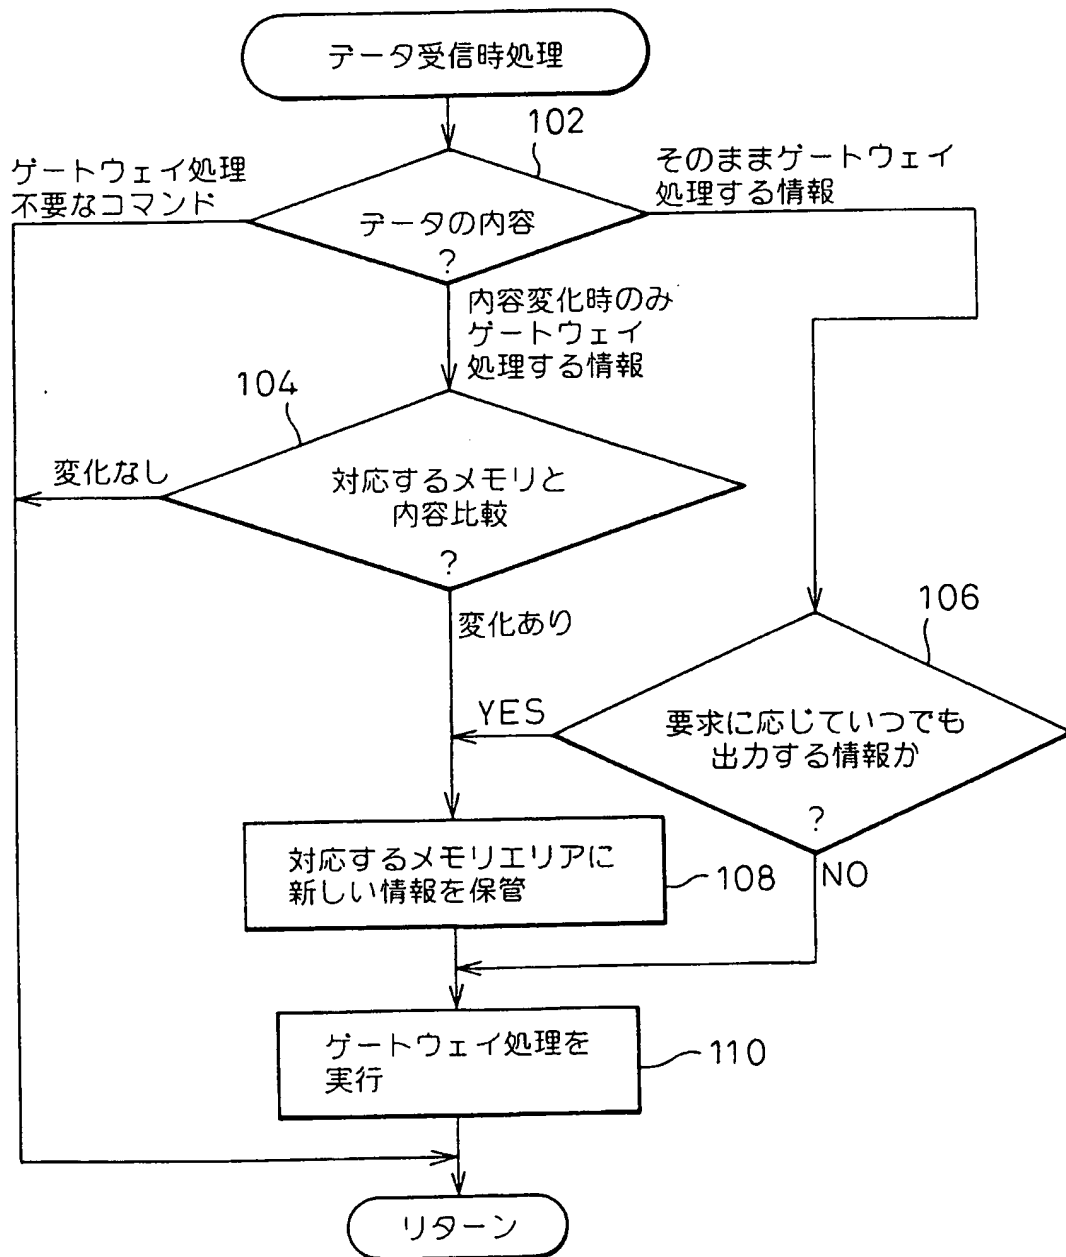 データ受信時処理
102
ゲートウェイ処理
不要なコマンド
そのままゲートウェイ
処理する情報
データの内容
?
内容変化時のみ
ゲートウェイ
処理する情報
104
変化なし
対応するメモリと
内容比較
?
変化あり
106
YES
要求に応じていつでも
出力する情報か
?
NO
対応するメモリエリアに
新しい情報を保管
108
ゲートウェイ処理を
実行
110
リターン